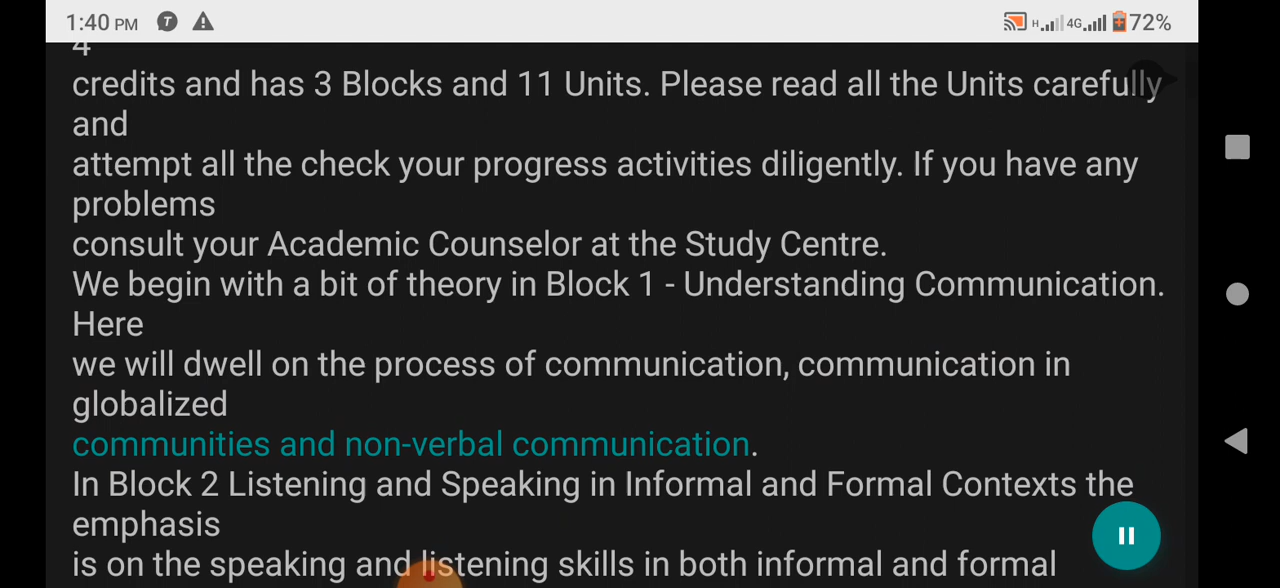 1:40 PM T H 4G 72%
4
credits and has 3 Blocks and 11 Units. Please read all the Units carefully
and
attempt all the check your progress activities diligently. If you have any
problems
consult your Academic Counselor at the Study Centre.
We begin with a bit of theory in Block 1 - Understanding Communication.
Here
we will dwell on the process of communication, communication in
globalized
communities and non-verbal communication.
In Block 2 Listening and Speaking in Informal and Formal Contexts the
emphasis
is on the speaking and listening skills in both informal and formal